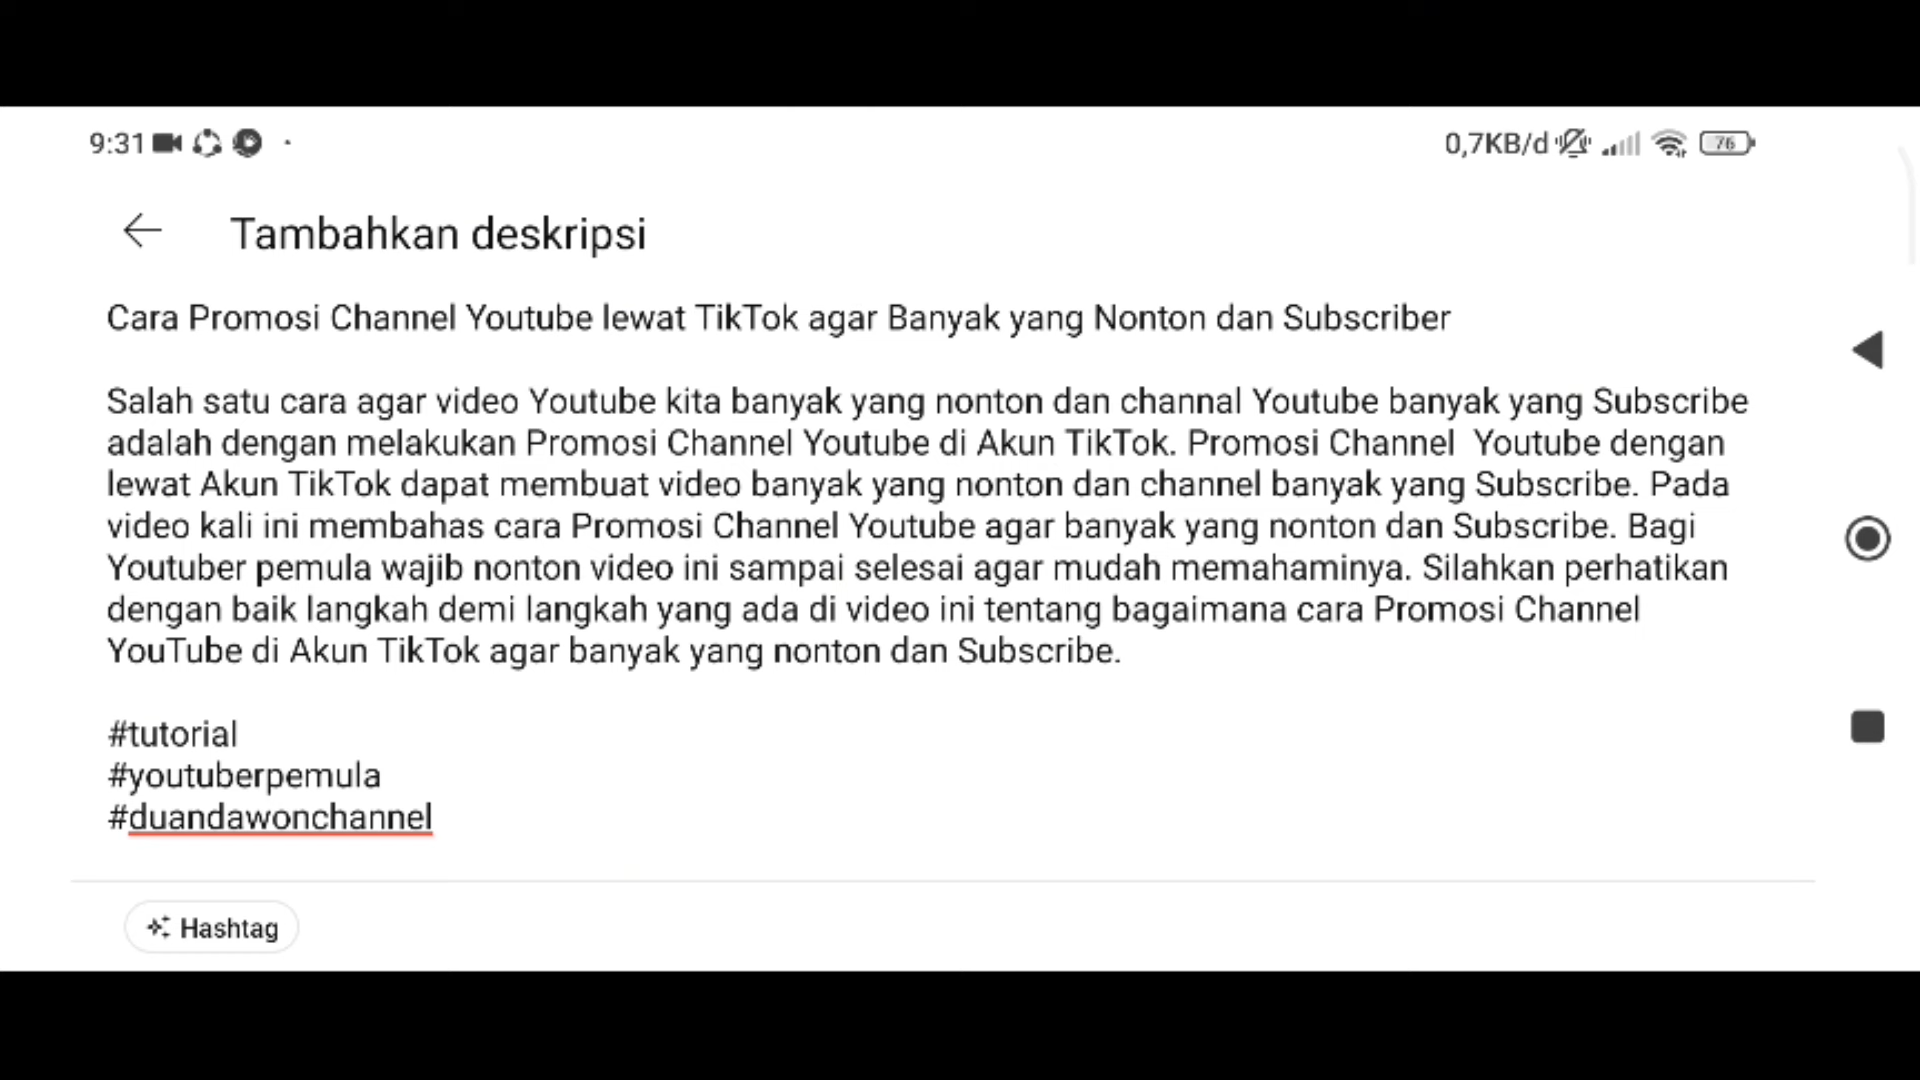 9:31 0,7KB/d 76
Tambahkan deskripsi
Cara Promosi Channel Youtube lewat TikTok agar Banyak yang Nonton dan Subscriber
Salah satu cara agar video Youtube kita banyak yang nonton dan channal Youtube banyak yang Subscribe
adalah dengan melakukan Promosi Channel Youtube di Akun TikTok. Promosi Channel  Youtube dengan
lewat Akun TikTok dapat membuat video banyak yang nonton dan channel banyak yang Subscribe. Pada
video kali ini membahas cara Promosi Channel Youtube agar banyak yang nonton dan Subscribe. Bagi
Youtuber pemula wajib nonton video ini sampai selesai agar mudah memahaminya. Silahkan perhatikan
dengan baik langkah demi langkah yang ada di video ini tentang bagaimana cara Promosi Channel
YouTube di Akun TikTok agar banyak yang nonton dan Subscribe.
#tutorial
#youtuberpemula
#duandawonchannel
Hashtag